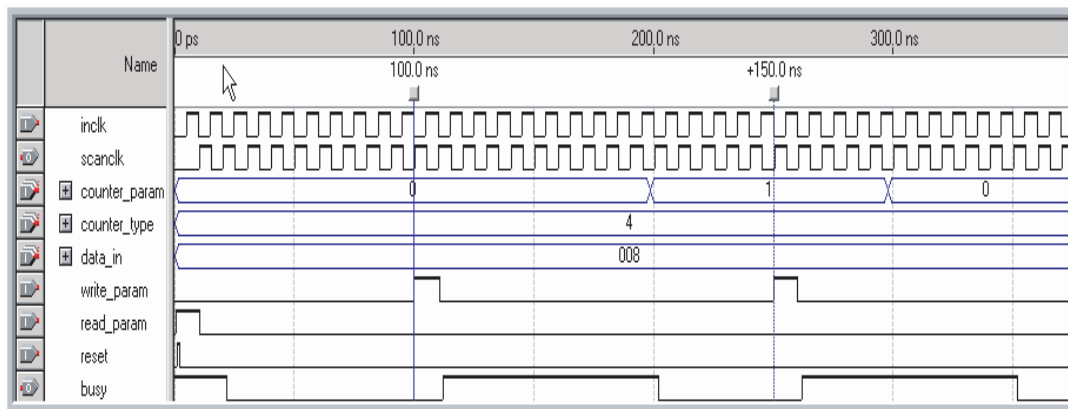 0 ps 100.0 ns 200.0 ns 300.0 ns
Name 100.0 ns +150.0 ns
inclk
scanclk
counter_param 0 1 0
counter_type 4
data_in 008
write_param
read_param
reset
busy